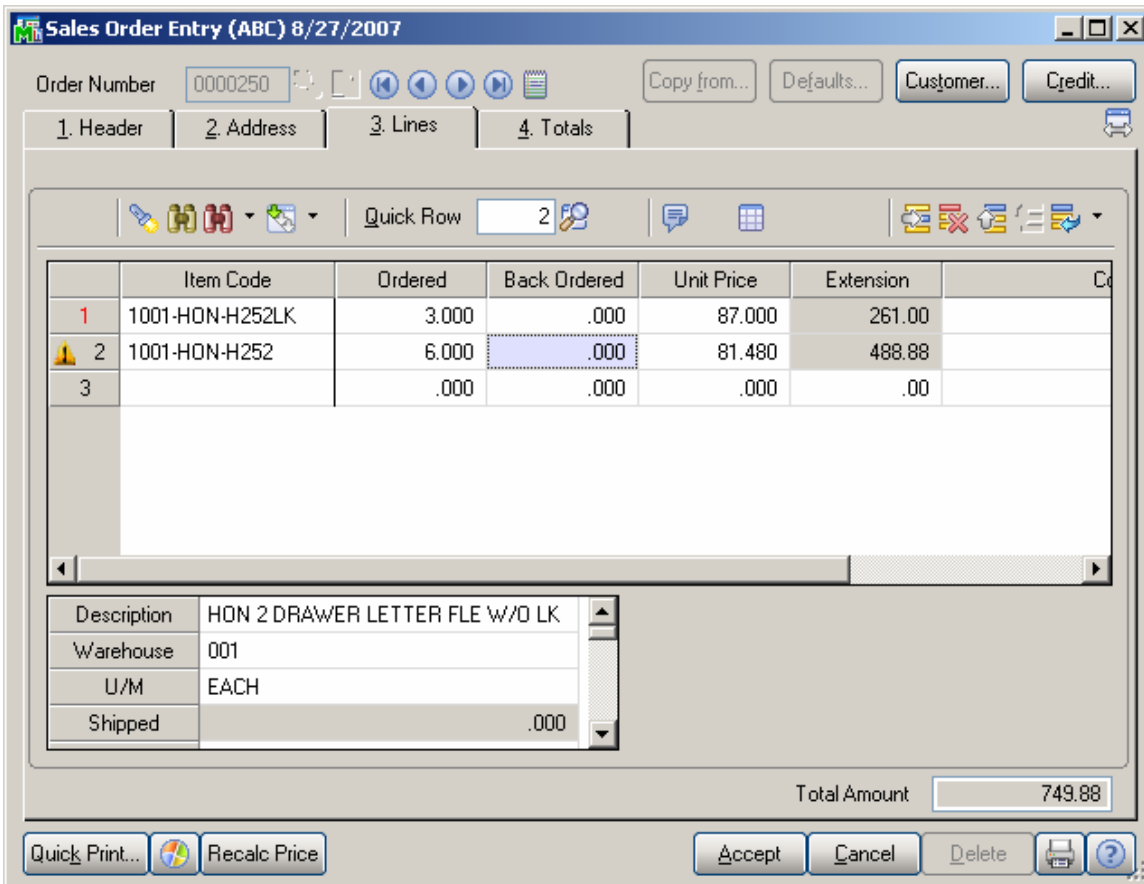 Sales Order Entry (ABC) 8/27/2007
Order Number 0000250 Copy from... Defaults... Customer... Credit...
1. Header 2. Address 3. Lines 4. Totals
Quick Row 2
Item Code Ordered Back Ordered Unit Price Extension Co
1 1001-HON-H252LK 3.000 .000 87.000 261.00
2 1001-HON-H252 6.000 .000 81.480 488.88
3 .000 .000 .000 .00
Description HON 2 DRAWER LETTER FLE W/O LK
Warehouse 001
U/M EACH
Shipped .000
Total Amount 749.88
Quick Print... Recalc Price Accept Cancel Delete